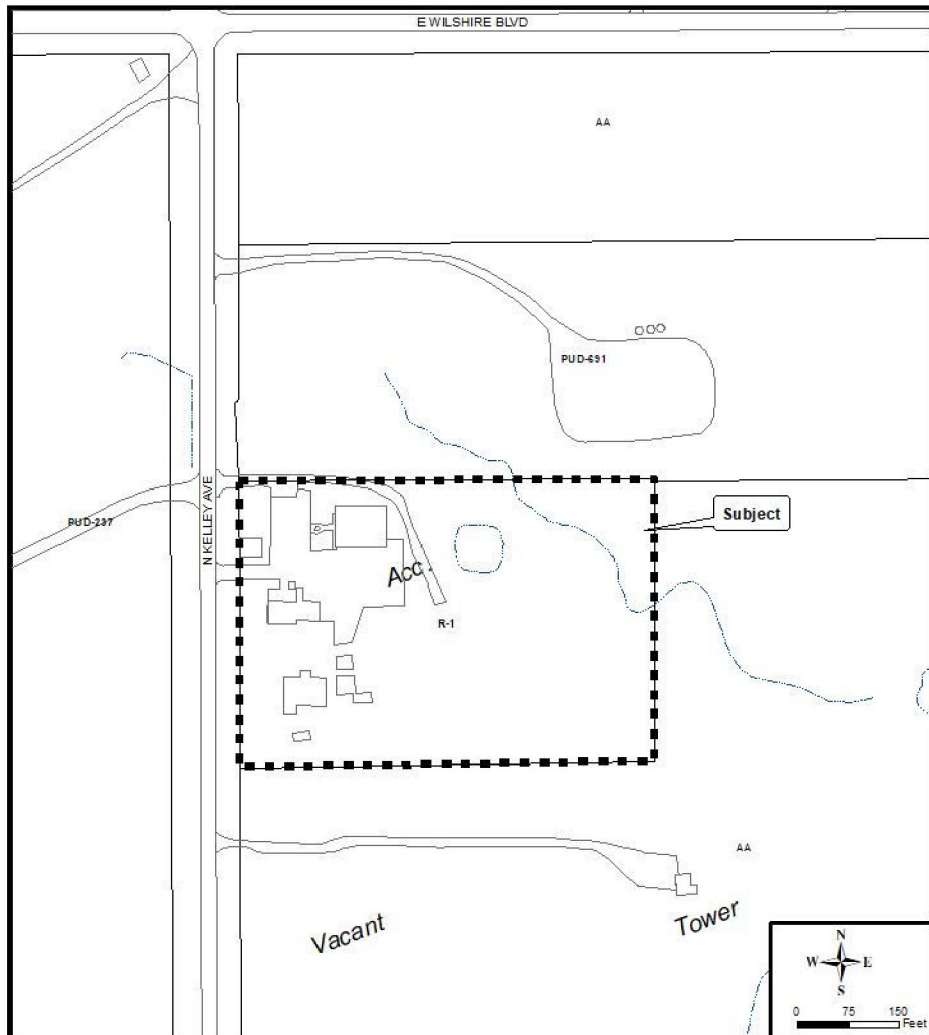 E WILSHIRE BLVD
AA
PUD-691
N KELLEY AVE
PUD-237
Subject
Acc.
R-1
AA
Vacant
Tower
N
W E
S
0 75 150
Feet